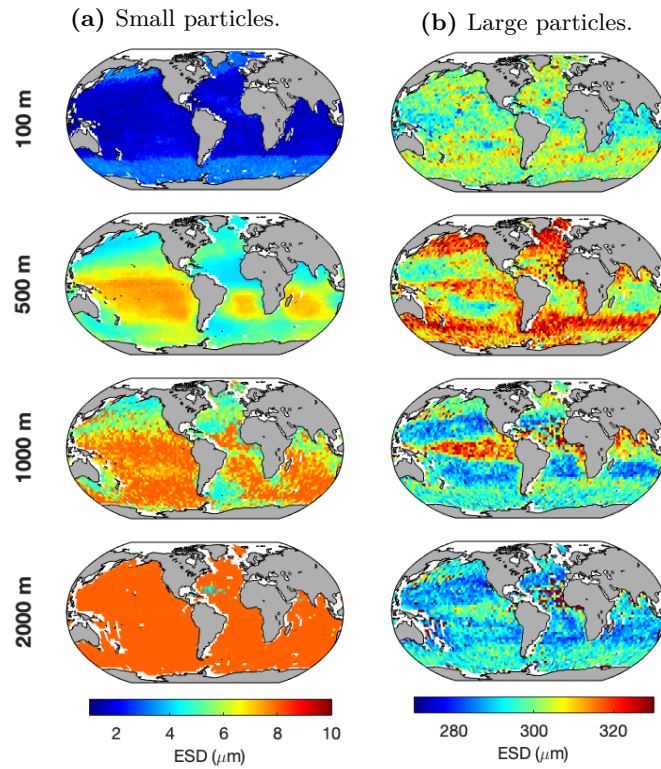 (a) Small particles.
(b) Large particles.
100 m
500 m
1000 m
2000 m
2 4 6 8 10
ESD (μm)
280 300 320
ESD (μm)